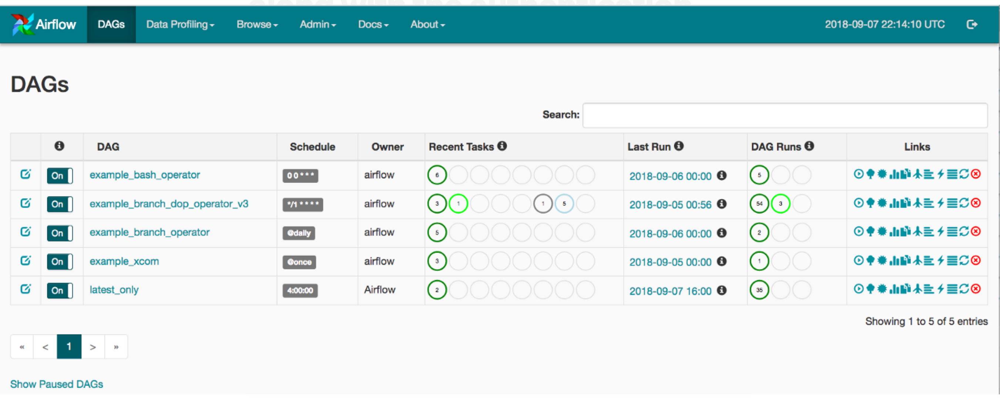 along with the authentication
Airflow DAGs Data Profiling Browse Admin Docs About 2018-09-07 22:14:10 UTC
DAGs
Search:
DAG Schedule Owner Recent Tasks Last Run DAG Runs Links
On example_bash_operator 0 0 * * * airflow 6 2018-09-06 00:00 5
On example_branch_dop_operator_v3 */1 * * * * airflow 3 1 1 5 2018-09-05 00:56 54 3
On example_branch_operator @daily airflow 5 2018-09-06 00:00 2
On example_xcom @once airflow 3 2018-09-05 00:00 1
On latest_only 4:00:00 Airflow 2 2018-09-07 16:00 35
Showing 1 to 5 of 5 entries
« < 1 > »
Show Paused DAGs